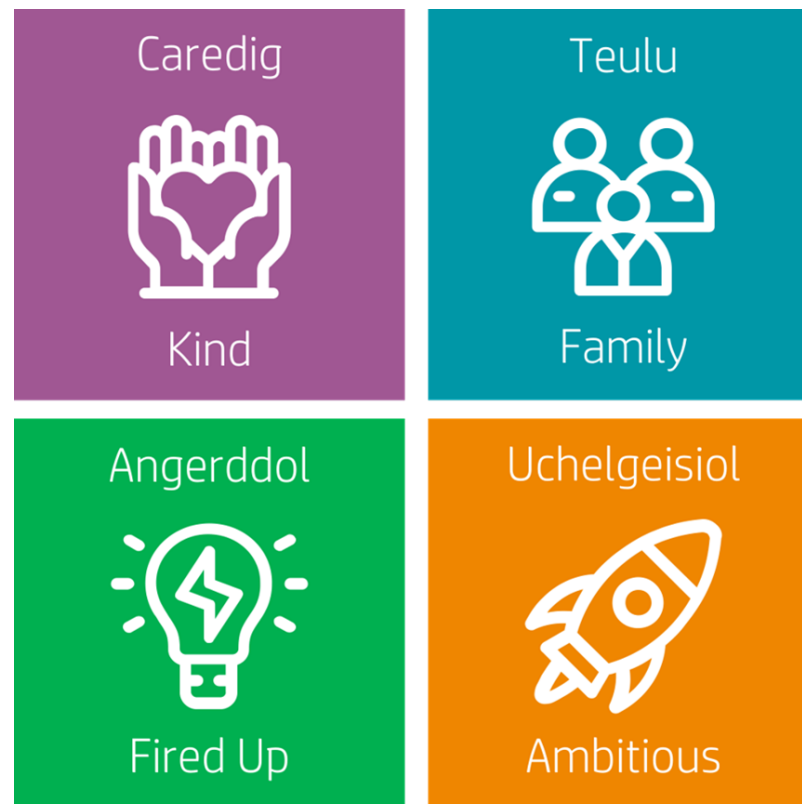 Caredig
Kind
Teulu
Family
Angerddol
Fired Up
Uchelgeisiol
Ambitious